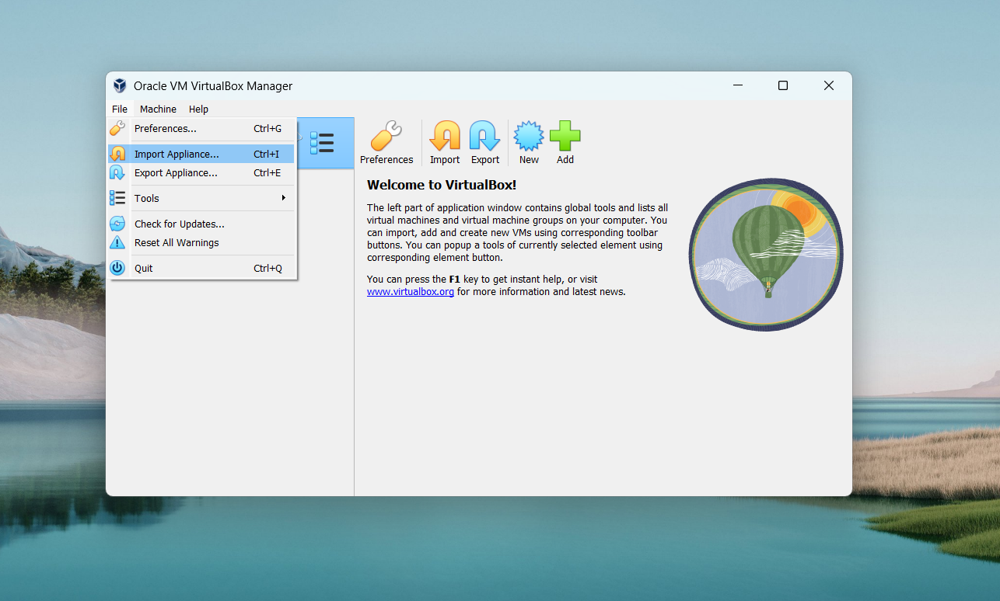 Oracle VM VirtualBox Manager
File Machine Help
Preferences... Ctrl+G
Import Appliance... Ctrl+I
Export Appliance... Ctrl+E
Tools
Check for Updates...
Reset All Warnings
Quit Ctrl+Q
Preferences Import Export New Add
Welcome to VirtualBox!
The left part of application window contains global tools and lists all
virtual machines and virtual machine groups on your computer. You
can import, add and create new VMs using corresponding toolbar
buttons. You can popup a tools of currently selected element using
corresponding element button.
You can press the F1 key to get instant help, or visit
www.virtualbox.org for more information and latest news.